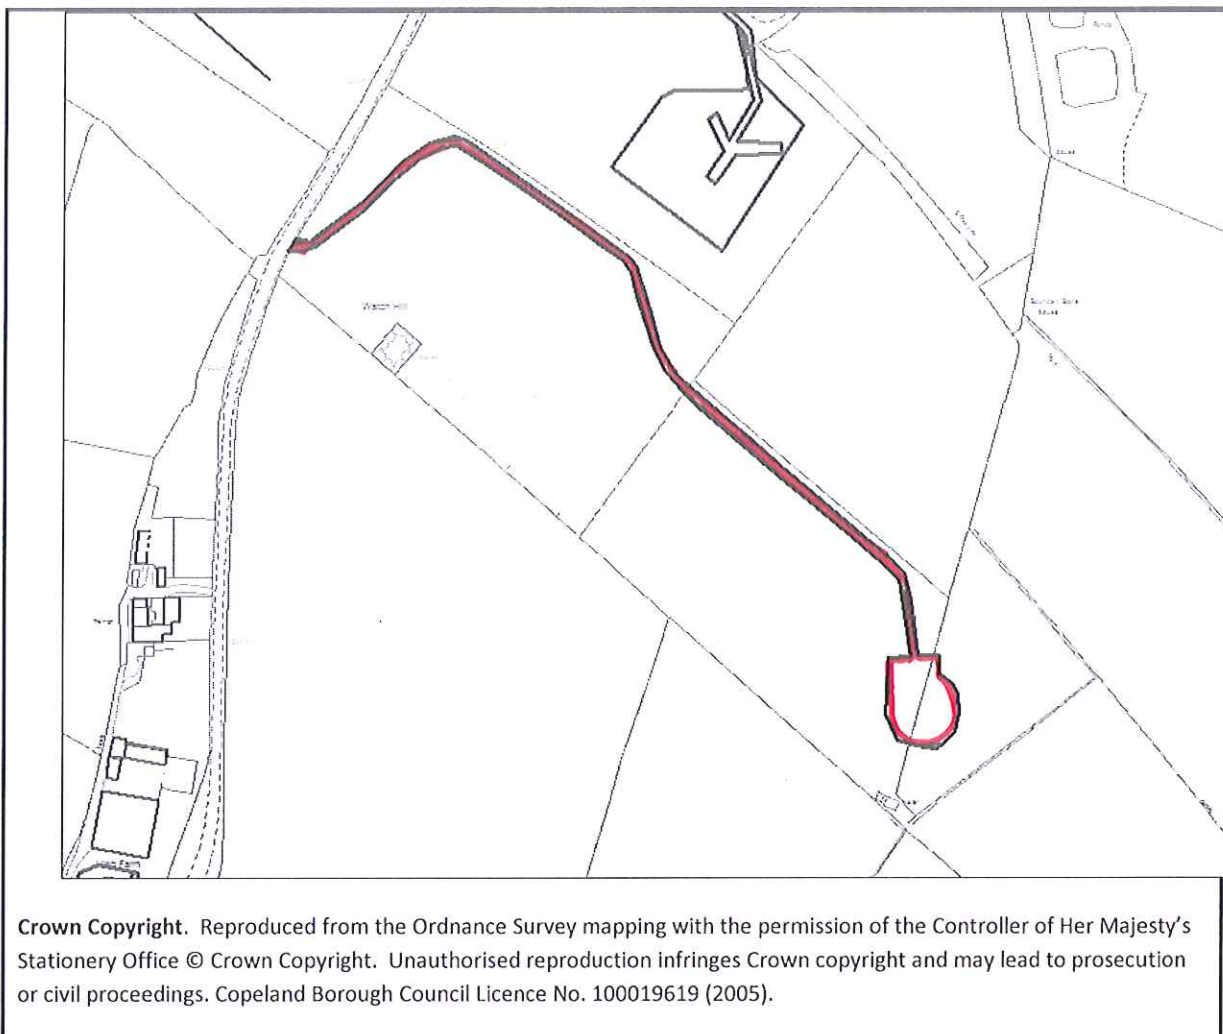 Crown Copyright. Reproduced from the Ordnance Survey mapping with the permission of the Controller of Her Majesty's
Stationery Office © Crown Copyright. Unauthorised reproduction infringes Crown copyright and may lead to prosecution
or civil proceedings. Copeland Borough Council Licence No. 100019619 (2005).